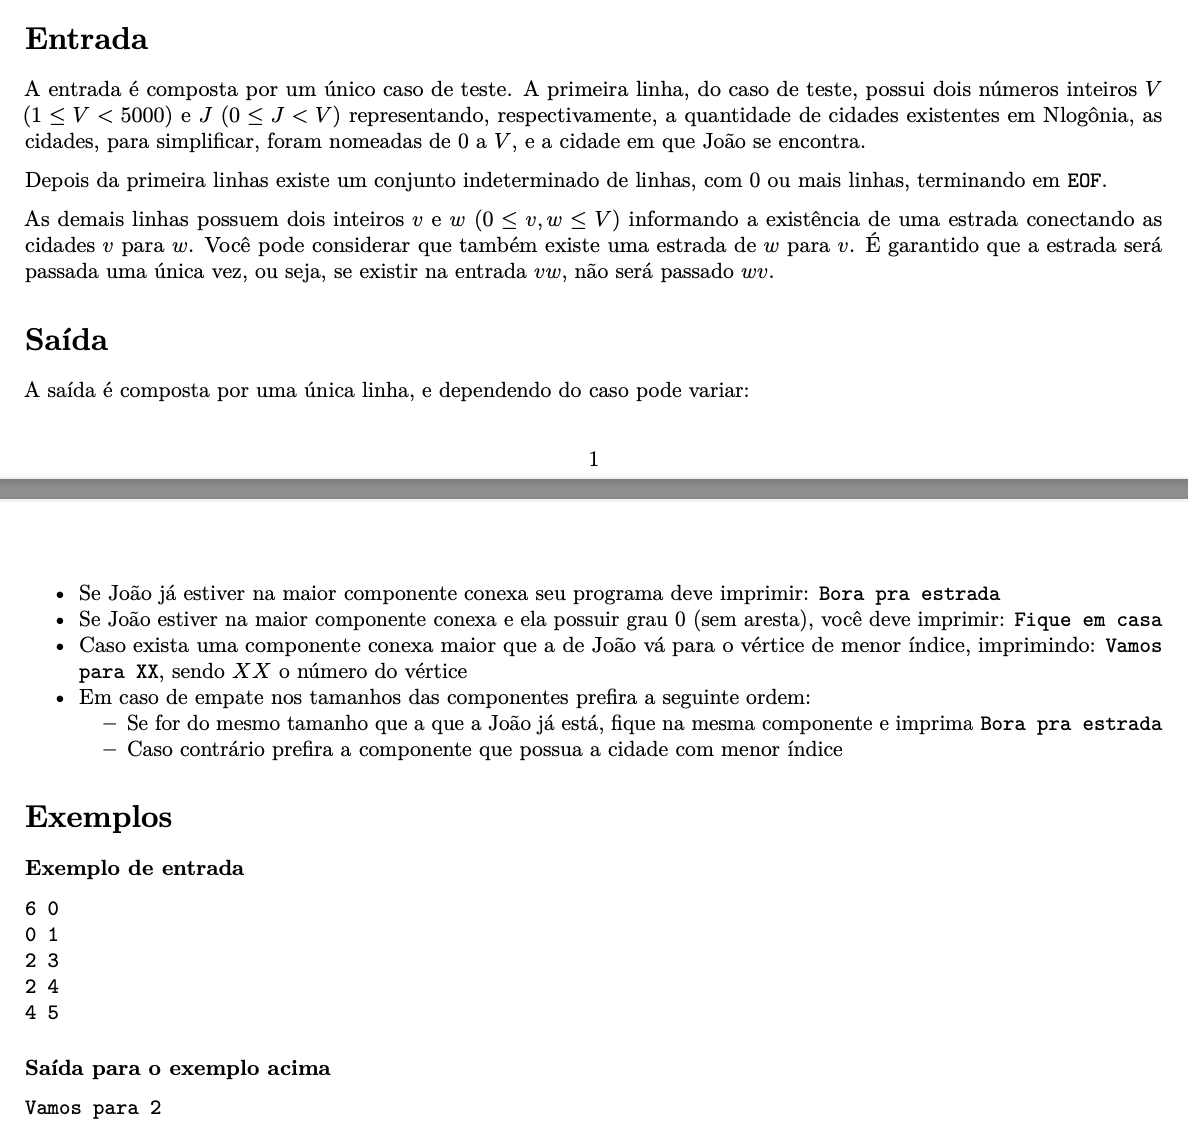 Entrada
A entrada é composta por um único caso de teste. A primeira linha, do caso de teste, possui dois números inteiros V
(1 ≤ V < 5000) e J (0 ≤ J < V) representando, respectivamente, a quantidade de cidades existentes em Nlogônia, as
cidades, para simplificar, foram nomeadas de 0 a V, e a cidade em que João se encontra.
Depois da primeira linhas existe um conjunto indeterminado de linhas, com 0 ou mais linhas, terminando em EOF.
As demais linhas possuem dois inteiros v e w (0 ≤ v, w ≤ V) informando a existência de uma estrada conectando as
cidades v para w. Você pode considerar que também existe uma estrada de w para v. É garantido que a estrada será
passada uma única vez, ou seja, se existir na entrada vw, não será passado wv.
Saída
A saída é composta por uma única linha, e dependendo do caso pode variar:
1
• Se João já estiver na maior componente conexa seu programa deve imprimir: Bora pra estrada
• Se João estiver na maior componente conexa e ela possuir grau 0 (sem aresta), você deve imprimir: Fique em casa
• Caso exista uma componente conexa maior que a de João vá para o vértice de menor índice, imprimindo: Vamos
para XX, sendo XX o número do vértice
• Em caso de empate nos tamanhos das componentes prefira a seguinte ordem:
– Se for do mesmo tamanho que a que a João já está, fique na mesma componente e imprima Bora pra estrada
– Caso contrário prefira a componente que possua a cidade com menor índice
Exemplos
Exemplo de entrada
6 0
0 1
2 3
2 4
4 5
Saída para o exemplo acima
Vamos para 2